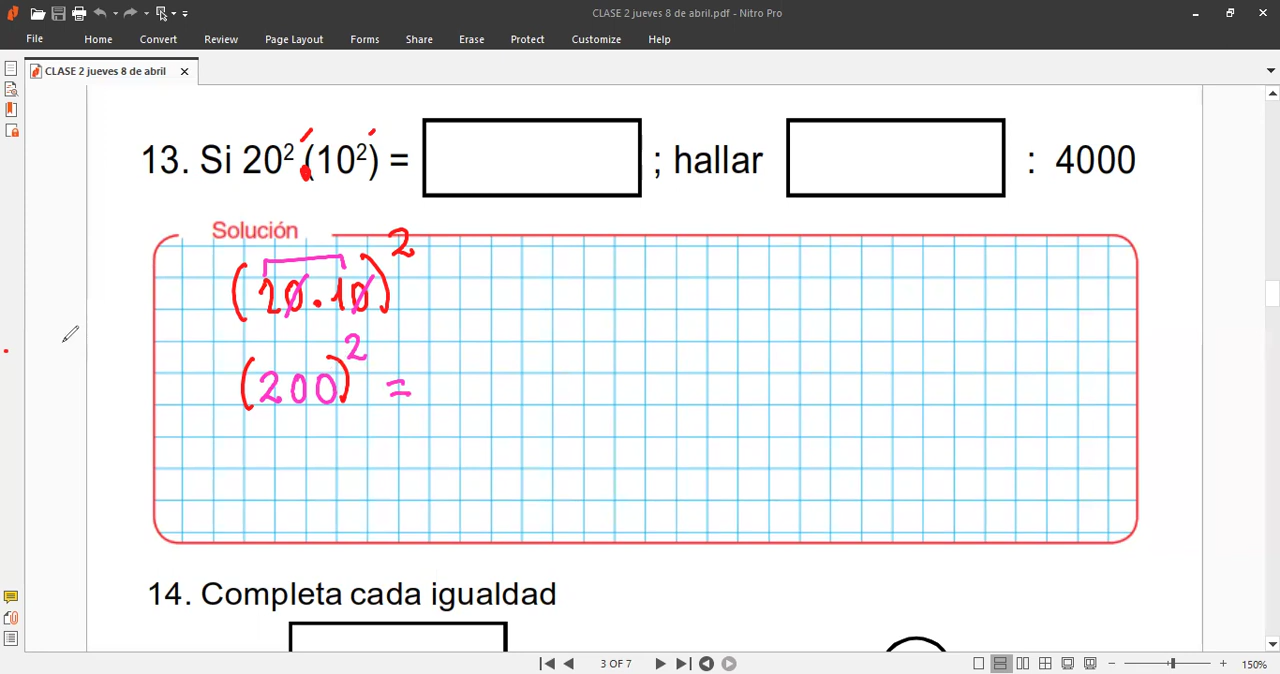 CLASE 2 jueves 8 de abril.pdf - Nitro Pro
File Home Convert Review Page Layout Forms Share Erase Protect Customize Help
CLASE 2 jueves 8 de abril
13. Si 20² (10²) = ; hallar : 4000
Solución
(20.10)²
(200)² =
14. Completa cada igualdad
3 OF 7
150%